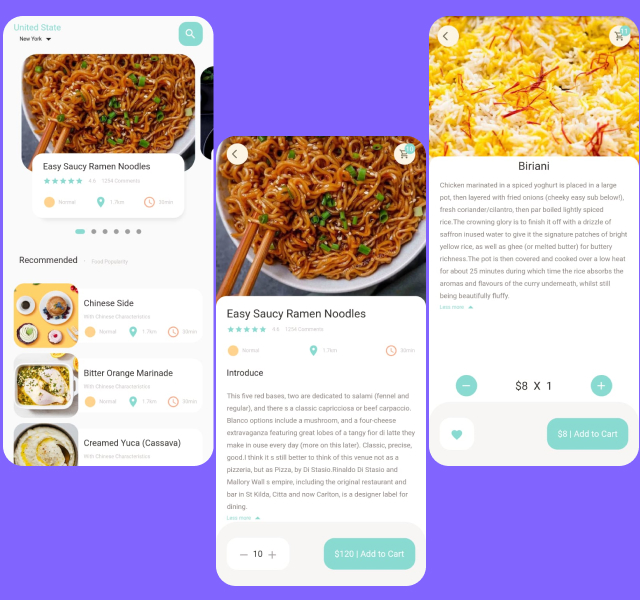 United State
New York
Easy Saucy Ramen Noodles
4.6 1204 Comments
Normal 1.7km 30min
Recommended Food Popularity
Chinese Side
With Chinese Characteristics
Normal 1.7km 30min
Bitter Orange Marinade
With Chinese Characteristics
Normal 1.7km 30min
Creamed Yuca (Cassava)
With Chinese Characteristics
Easy Saucy Ramen Noodles
4.6 1204 Comments
Normal 1.7km 30min
Introduce
This five red bases, two are dedicated to salami (fennel and
regular), and there s a classic capricciosa or beef carpaccio.
Blanco options include a mushroom, and a four-cheese
extravaganza featuring great lobes of a tangy fior di latte they
make in ouse every day (more on this later). Classic, precise,
good.I think it s still better to think of this venue not as a
pizzeria, but as Pizza, by Di Stasio.Rinaldo Di Stasio and
Mallory Wall s empire, including the original restaurant and
bar in St Kilda, Citta and now Carlton, is a designer label for
dining.
Less more
10
$120 | Add to Cart
11
Biriani
Chicken marinated in a spiced yoghurt is placed in a large
pot, then layered with fried onions (cheeky easy sub below!),
fresh coriander/cilantro, then par boiled lightly spiced
rice.The crowning glory is to finish it off with a drizzle of
saffron inused water to give it the signature patches of bright
yellow rice, as well as ghee (or melted butter) for buttery
richness.The pot is then covered and cooked over a low heat
for about 25 minutes during which time the rice absorbs the
aromas and flavours of the curry underneath, whilst still
being beautifully fluffy.
Less more
$8 X 1
$8 | Add to Cart